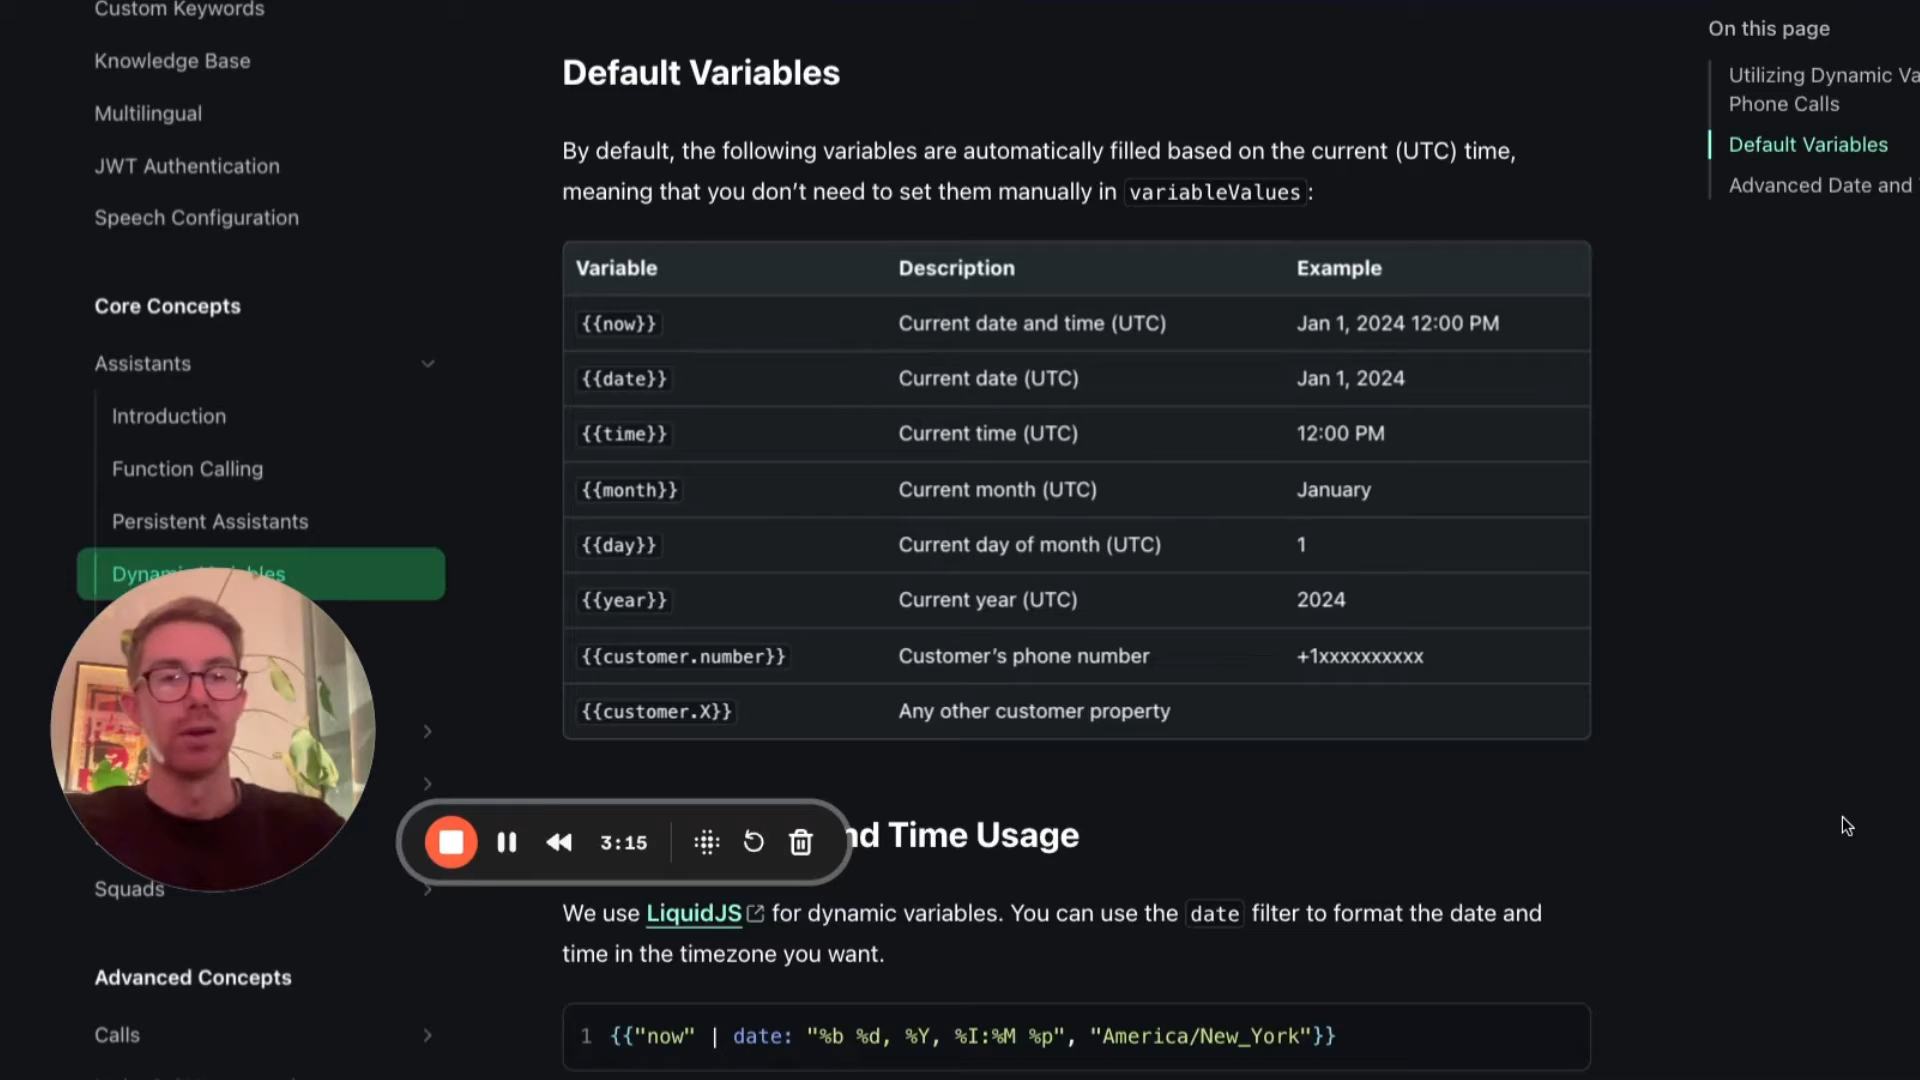 Custom Keywords
Knowledge Base
Multilingual
JWT Authentication
Speech Configuration
Core Concepts
Assistants
Introduction
Function Calling
Persistent Assistants
Squads
Advanced Concepts
Calls
Default Variables
By default, the following variables are automatically filled based on the current (UTC) time,
meaning that you don’t need to set them manually in variableValues:
Variable Description Example
{{now}} Current date and time (UTC) Jan 1, 2024 12:00 PM
{{date}} Current date (UTC) Jan 1, 2024
{{time}} Current time (UTC) 12:00 PM
{{month}} Current month (UTC) January
{{day}} Current day of month (UTC) 1
{{year}} Current year (UTC) 2024
{{customer.number}} Customer’s phone number +1xxxxxxxxxx
{{customer.X}} Any other customer property
3:15
nd Time Usage
We use LiquidJS for dynamic variables. You can use the date filter to format the date and
time in the timezone you want.
1 {{"now" | date: "%b %d, %Y, %I:%M %p", "America/New_York"}}
On this page
Utilizing Dynamic Va
Phone Calls
Default Variables
Advanced Date and